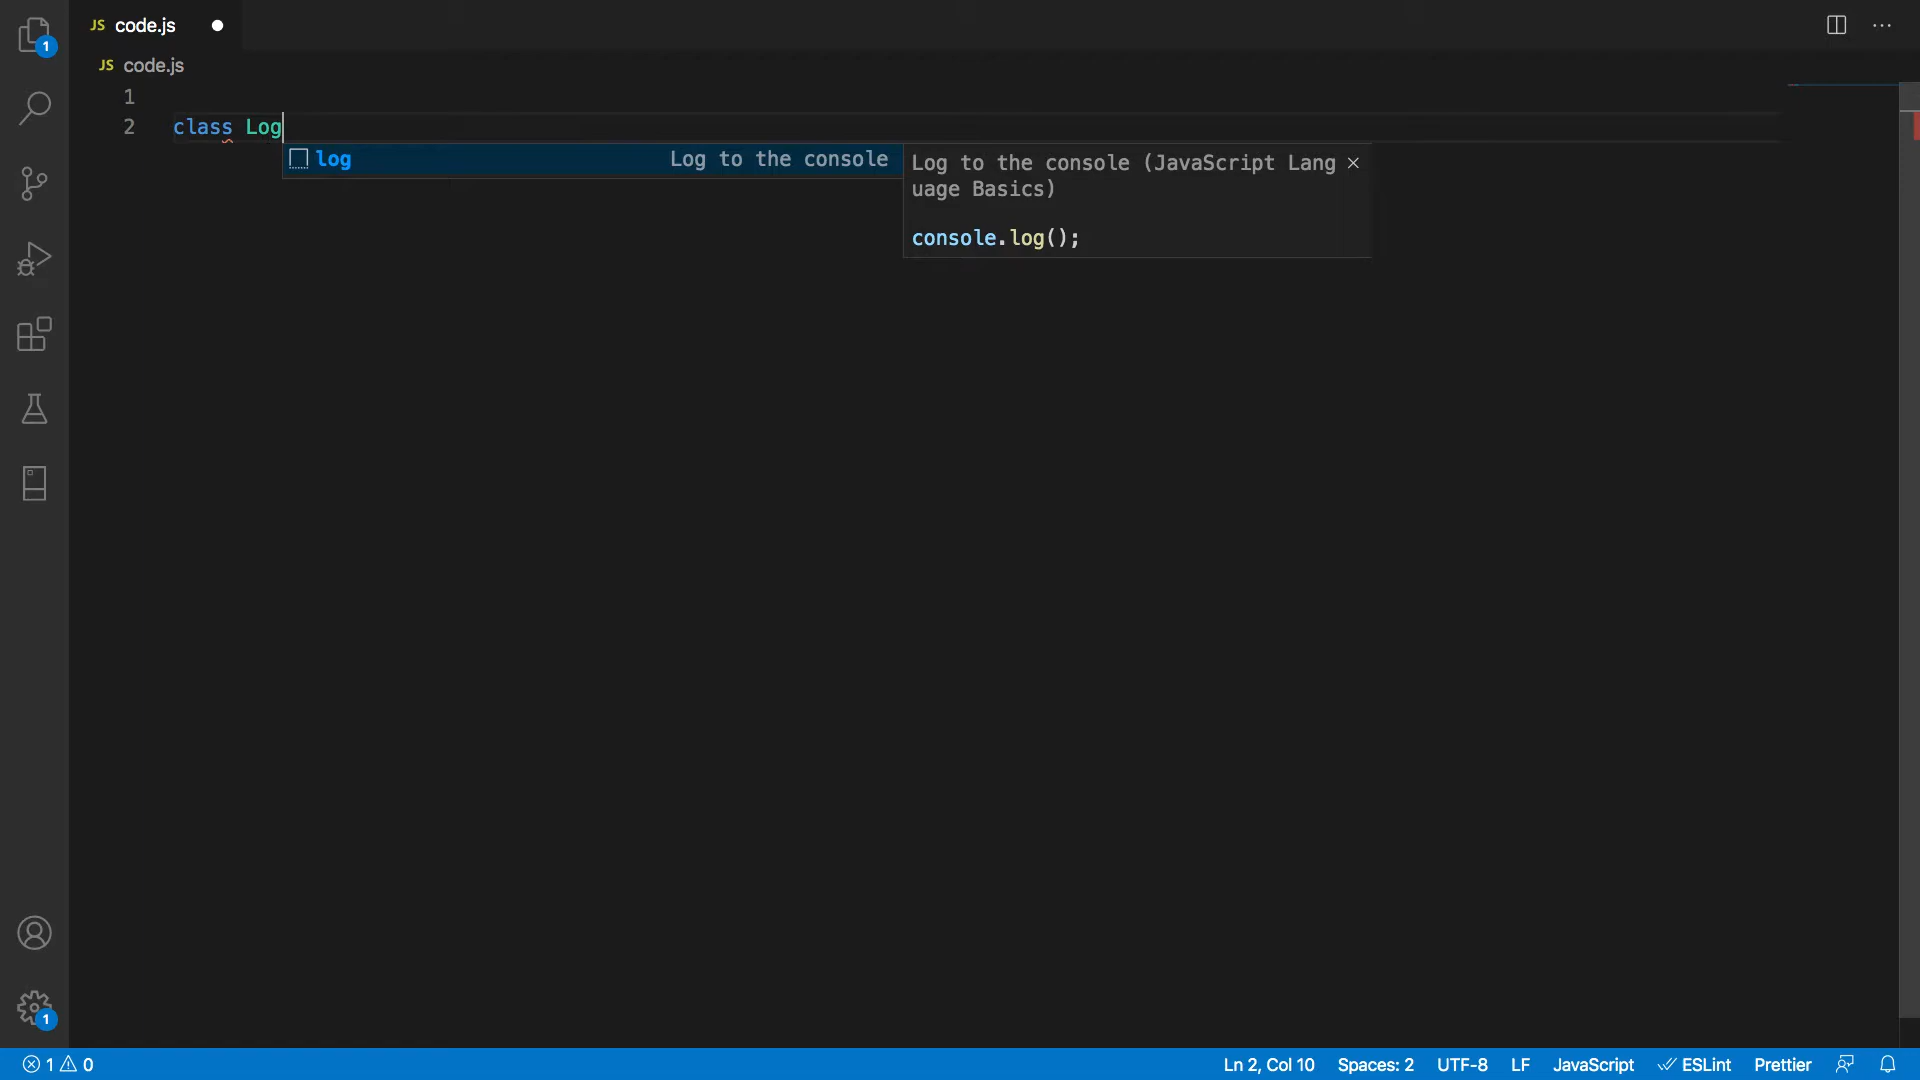 1
JS code.js
JS code.js
1
2 class Log
log Log to the console
Log to the console (JavaScript Lang
uage Basics)
console.log();
1
1 0 Ln 2, Col 10 Spaces: 2 UTF-8 LF JavaScript ESLint Prettier